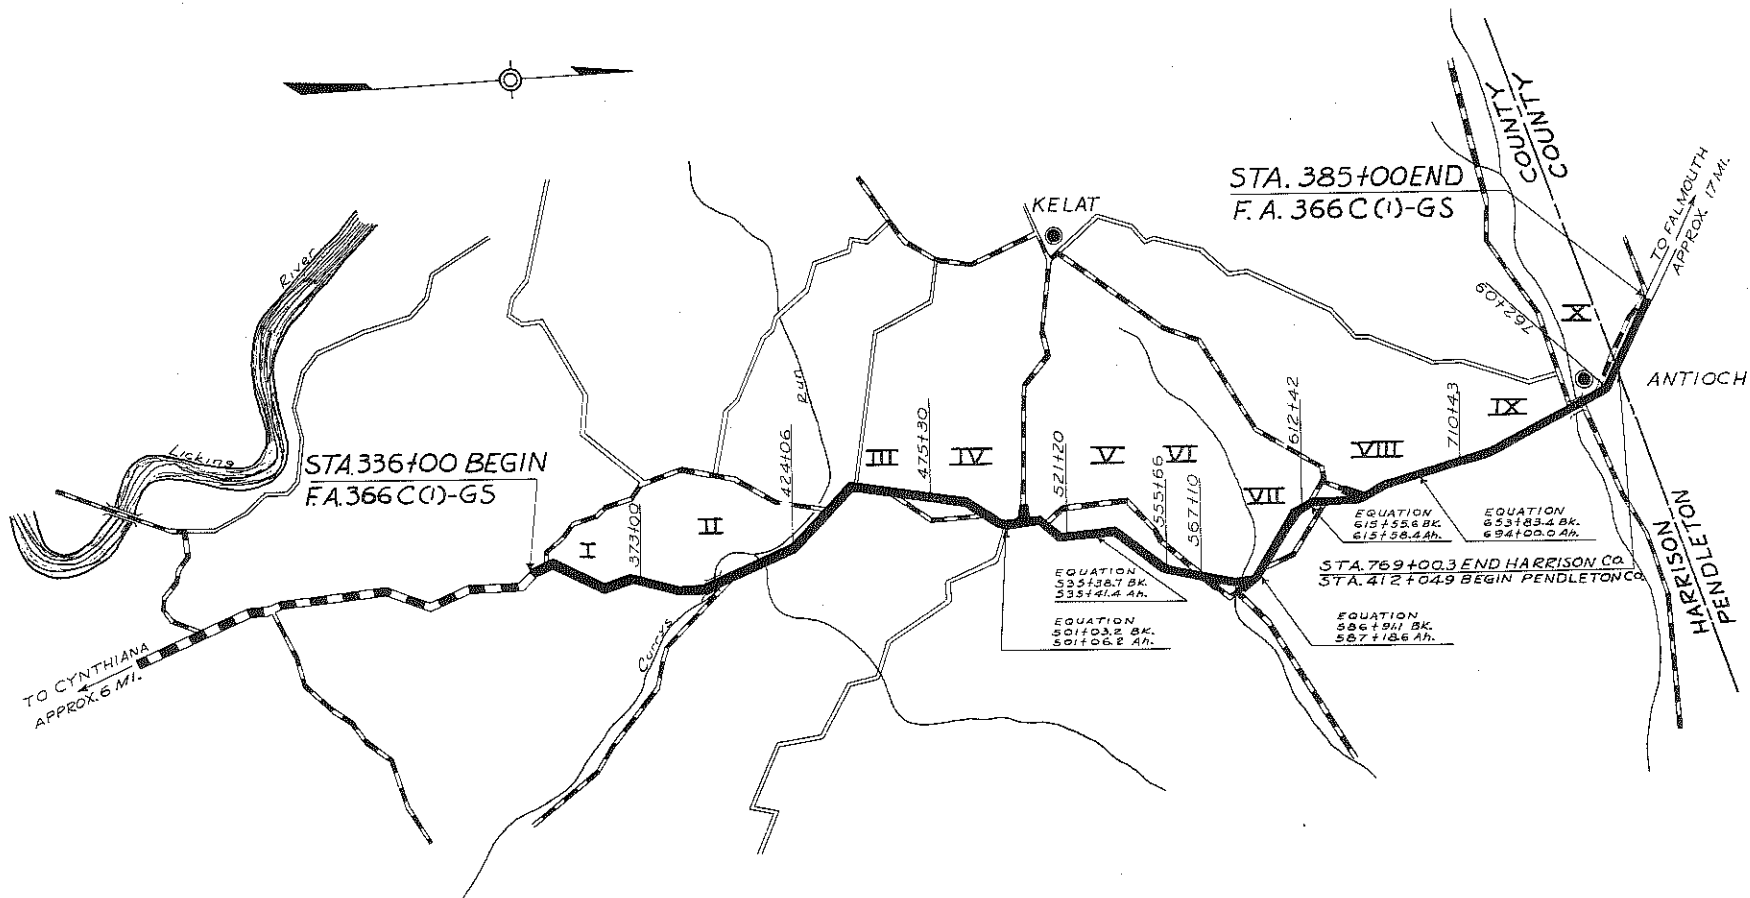 COUNTY
COUNTY
STA. 385+00 END
F. A. 366 C (1)-GS
TO FALMOUTH
APPROX. 17 MI.
KELAT
River
762+09
X
ANTIOCH
Run
Licking
STA. 336+00 BEGIN
F.A. 366 C(1)-GS
I
373+00
II
424+06
III
475+30
IV
521+20
V
555+66
VI
567+10
VII
612+42
VIII
710+43
IX
EQUATION
615+55.6 BK.
615+58.4 Ah.
EQUATION
653+83.4 BK.
694+00.0 Ah.
STA. 769+00.3 END HARRISON Co.
STA. 412+04.9 BEGIN PENDLETON Co.
HARRISON
PENDLETON
EQUATION
535+38.7 BK.
535+41.4 Ah.
EQUATION
501+03.2 BK.
501+06.2 Ah.
EQUATION
586+91.1 BK.
587+18.6 Ah.
Currys
TO CYNTHIANA
APPROX. 6 MI.